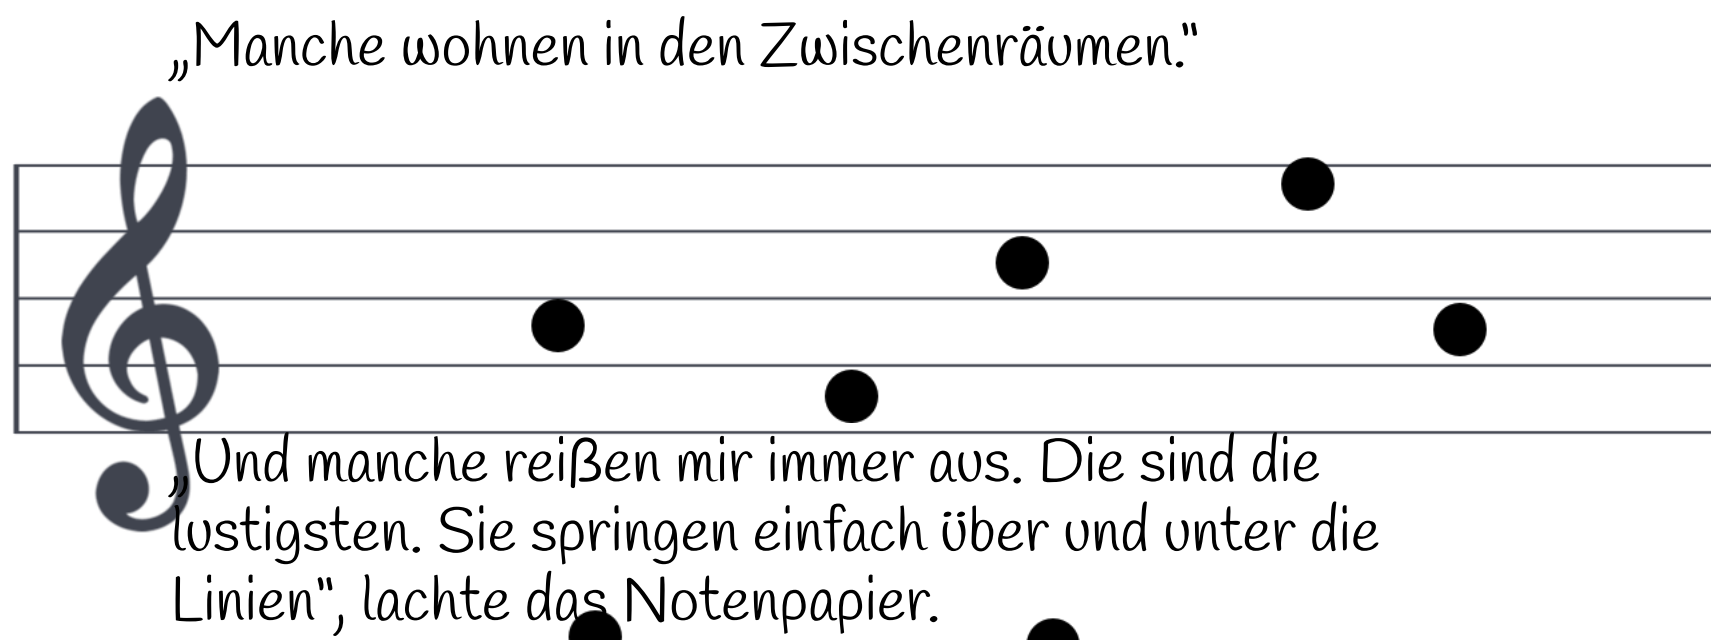 „Manche wohnen in den Zwischenräumen."
„Und manche reißen mir immer aus. Die sind die
lustigsten. Sie springen einfach über und unter die
Linien", lachte das Notenpapier.